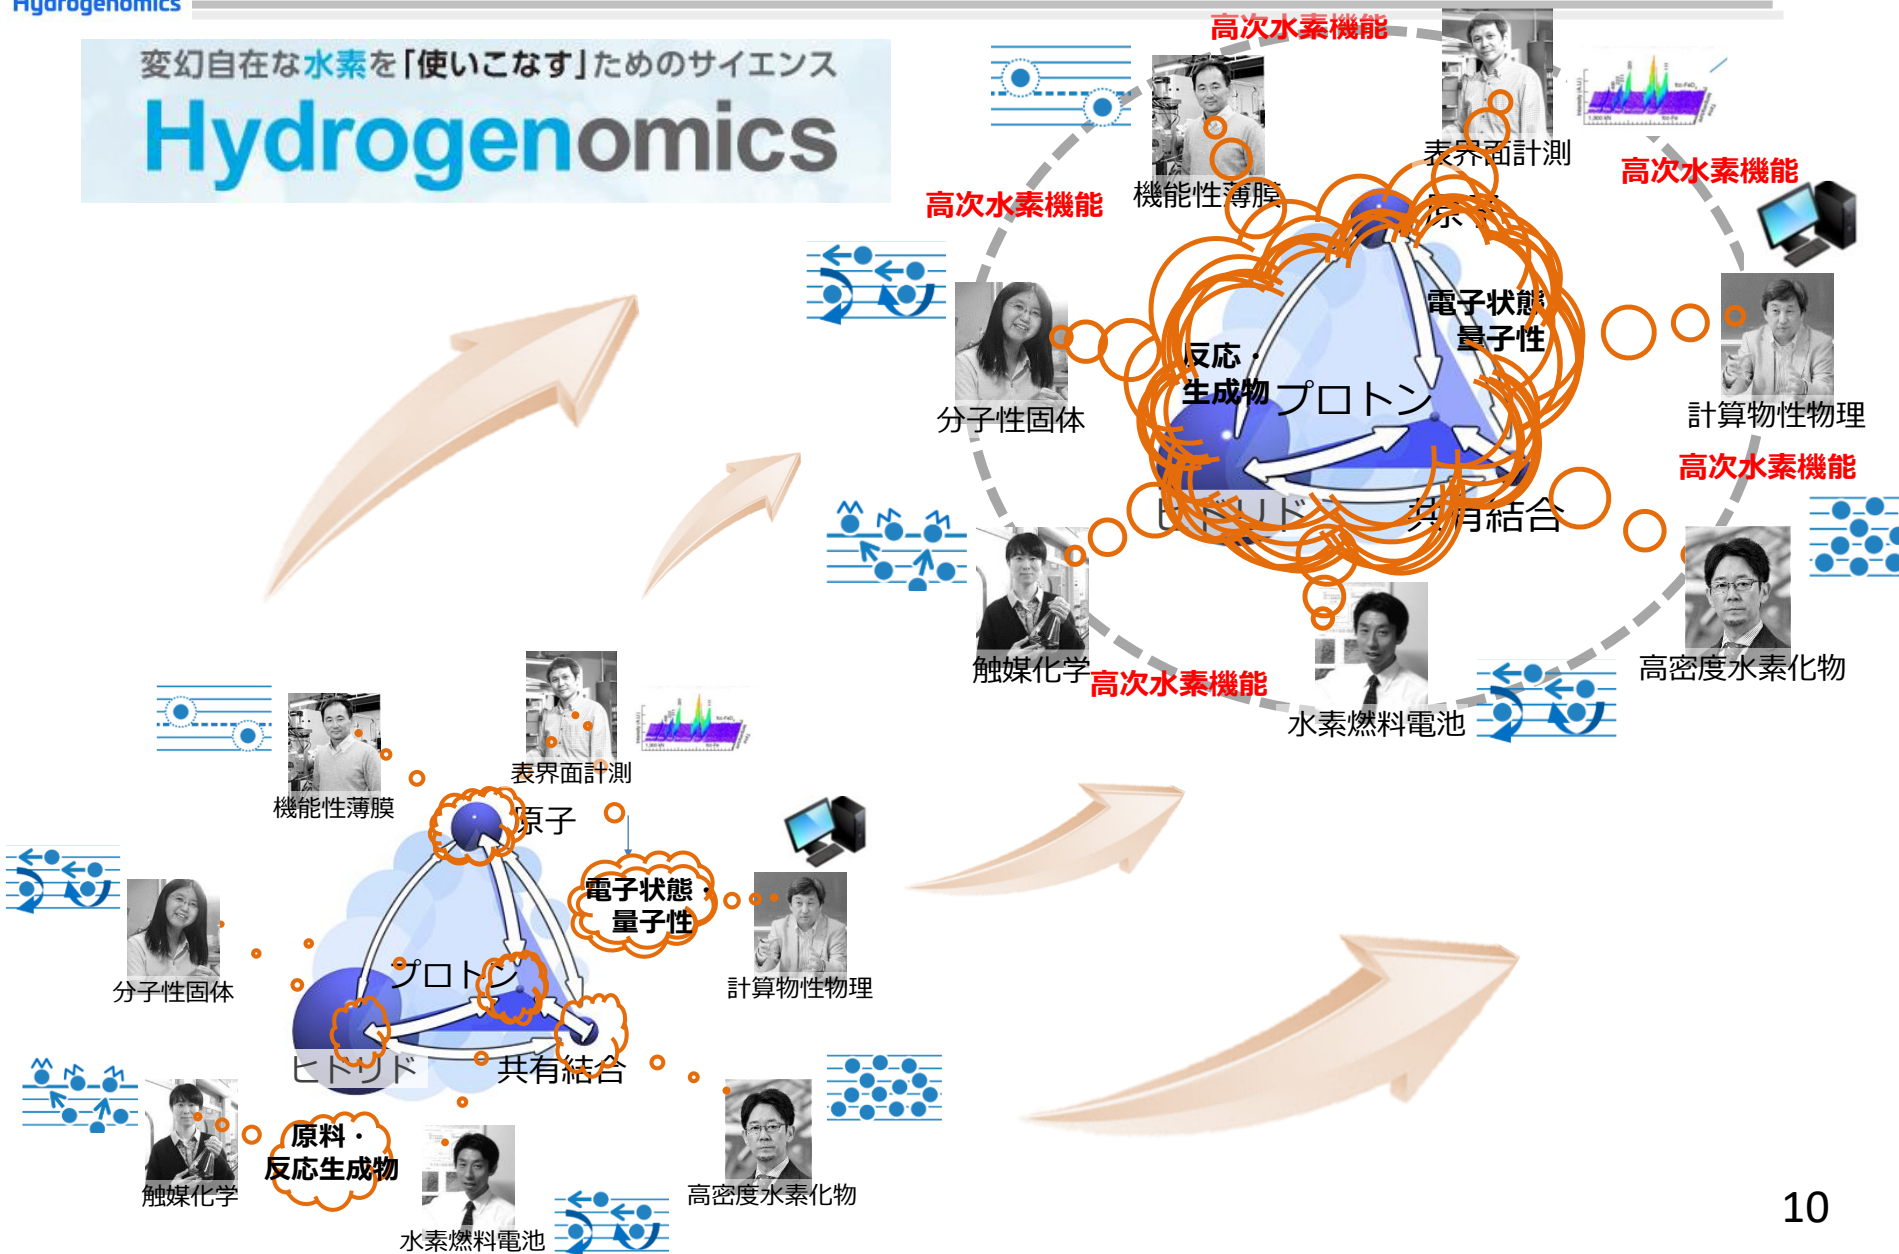 Hydrogenomics
変幻自在な水素を「使いこなす」ためのサイエンス
Hydrogenomics
高次水素機能
表界面計測
高次水素機能
機能性薄膜
高次水素機能
原子
電子状態
量子性
反応・
生成物
プロトン
分子性固体
計算物性物理
高次水素機能
ヒドリド
共有結合
触媒化学
高次水素機能
高密度水素化物
水素燃料電池
表界面計測
機能性薄膜
原子
電子状態・
量子性
プロトン
分子性固体
計算物性物理
ヒドリド
共有結合
原料・
反応生成物
触媒化学
高密度水素化物
水素燃料電池
10